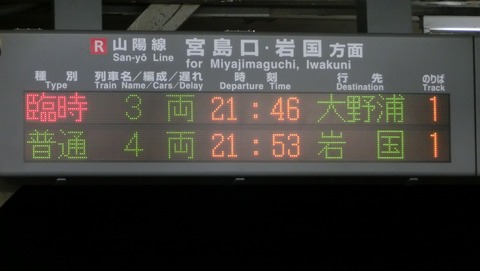 R 山陽線 宮島口・岩国 方面
San-yō Line for Miyajimaguchi, Iwakuni
種別 列車名/編成/遅れ 時刻 行先 のりば
Type Train Name/Cars/Delay Departure Time Destination Track
臨時 3両 21:46 大野浦 1
普通 4両 21:53 岩国 1